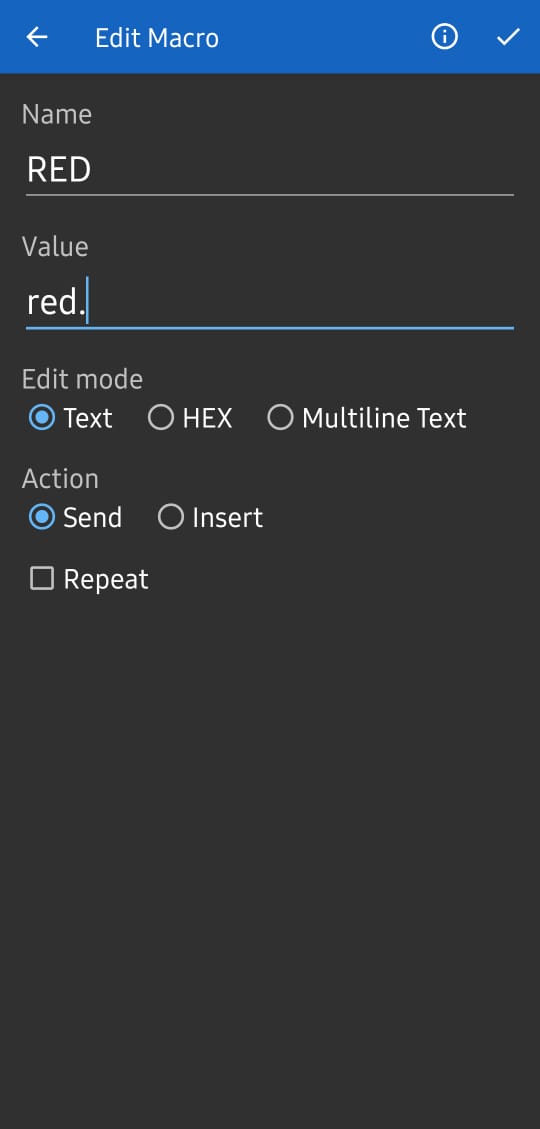 Edit Macro
Name
RED
Value
red.
Edit mode
Text HEX Multiline Text
Action
Send Insert
Repeat